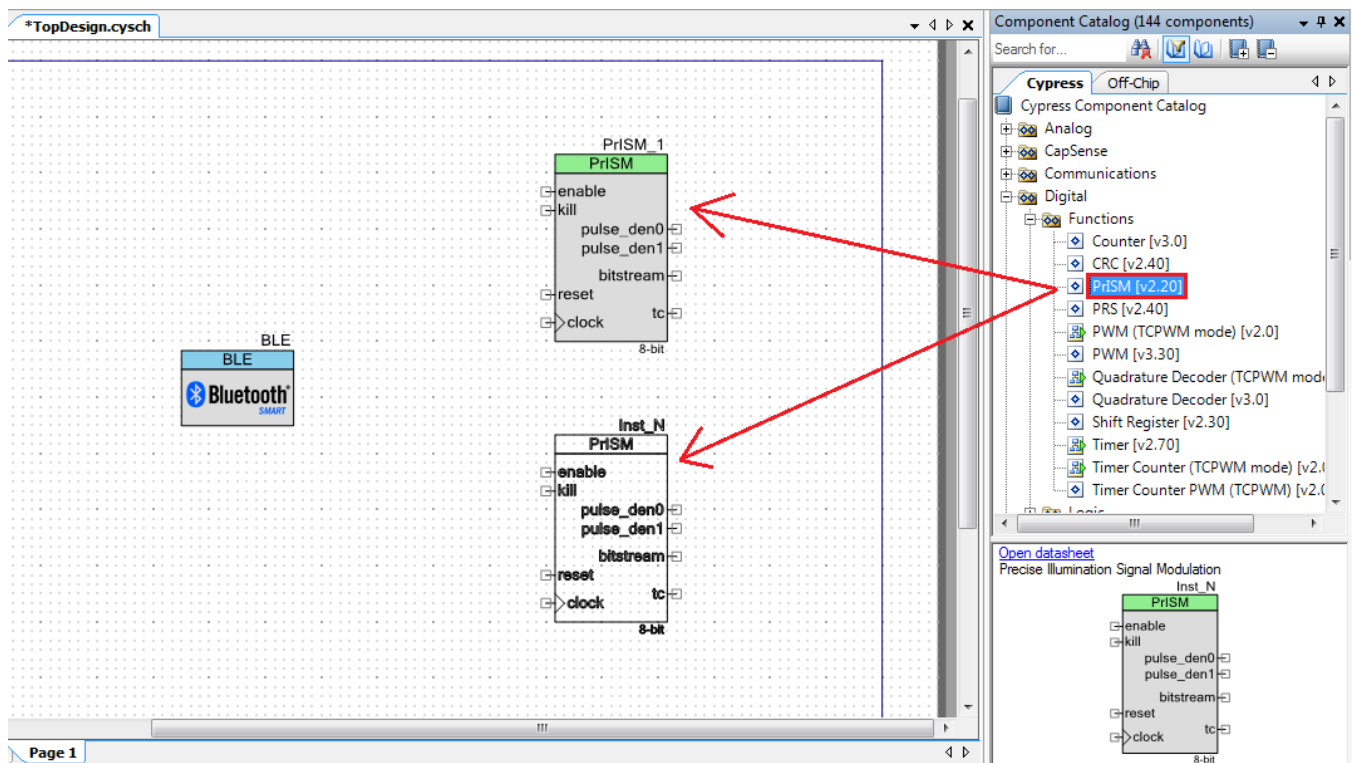 *TopDesign.cysch
PrISM_1
PrISM
enable
kill
pulse_den0
pulse_den1
bitstream
reset
tc
clock
8-bit
BLE
BLE
Bluetooth
SMART
Inst_N
PrISM
enable
kill
pulse_den0
pulse_den1
bitstream
reset
tc
clock
8-bit
Page 1
Component Catalog (144 components)
Search for...
Cypress
Off-Chip
Cypress Component Catalog
Analog
CapSense
Communications
Digital
Functions
Counter [v3.0]
CRC [v2.40]
PrISM [v2.20]
PRS [v2.40]
PWM (TCPWM mode) [v2.0]
PWM [v3.30]
Quadrature Decoder (TCPWM mod
Quadrature Decoder [v3.0]
Shift Register [v2.30]
Timer [v2.70]
Timer Counter (TCPWM mode) [v2.
Timer Counter PWM (TCPWM) [v2.
Logic
Open datasheet
Precise Illumination Signal Modulation
Inst_N
PrISM
enable
kill
pulse_den0
pulse_den1
bitstream
reset
tc
clock
8-bit